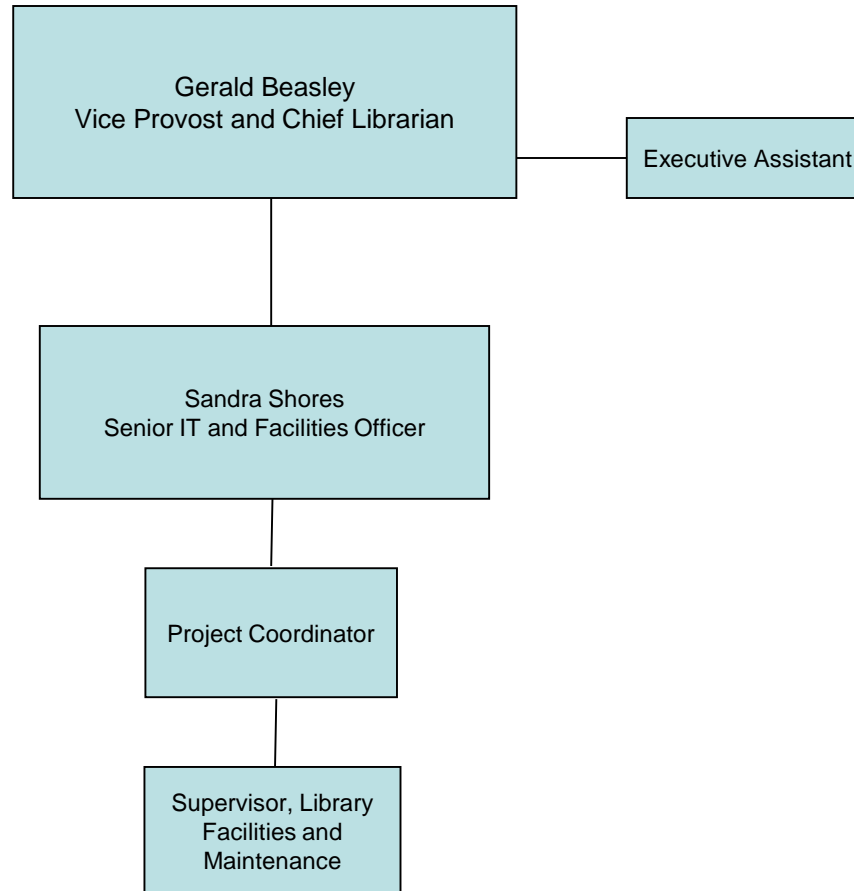 Gerald Beasley
Vice Provost and Chief Librarian
Executive Assistant
Sandra Shores
Senior IT and Facilities Officer
Project Coordinator
Supervisor, Library
Facilities and
Maintenance